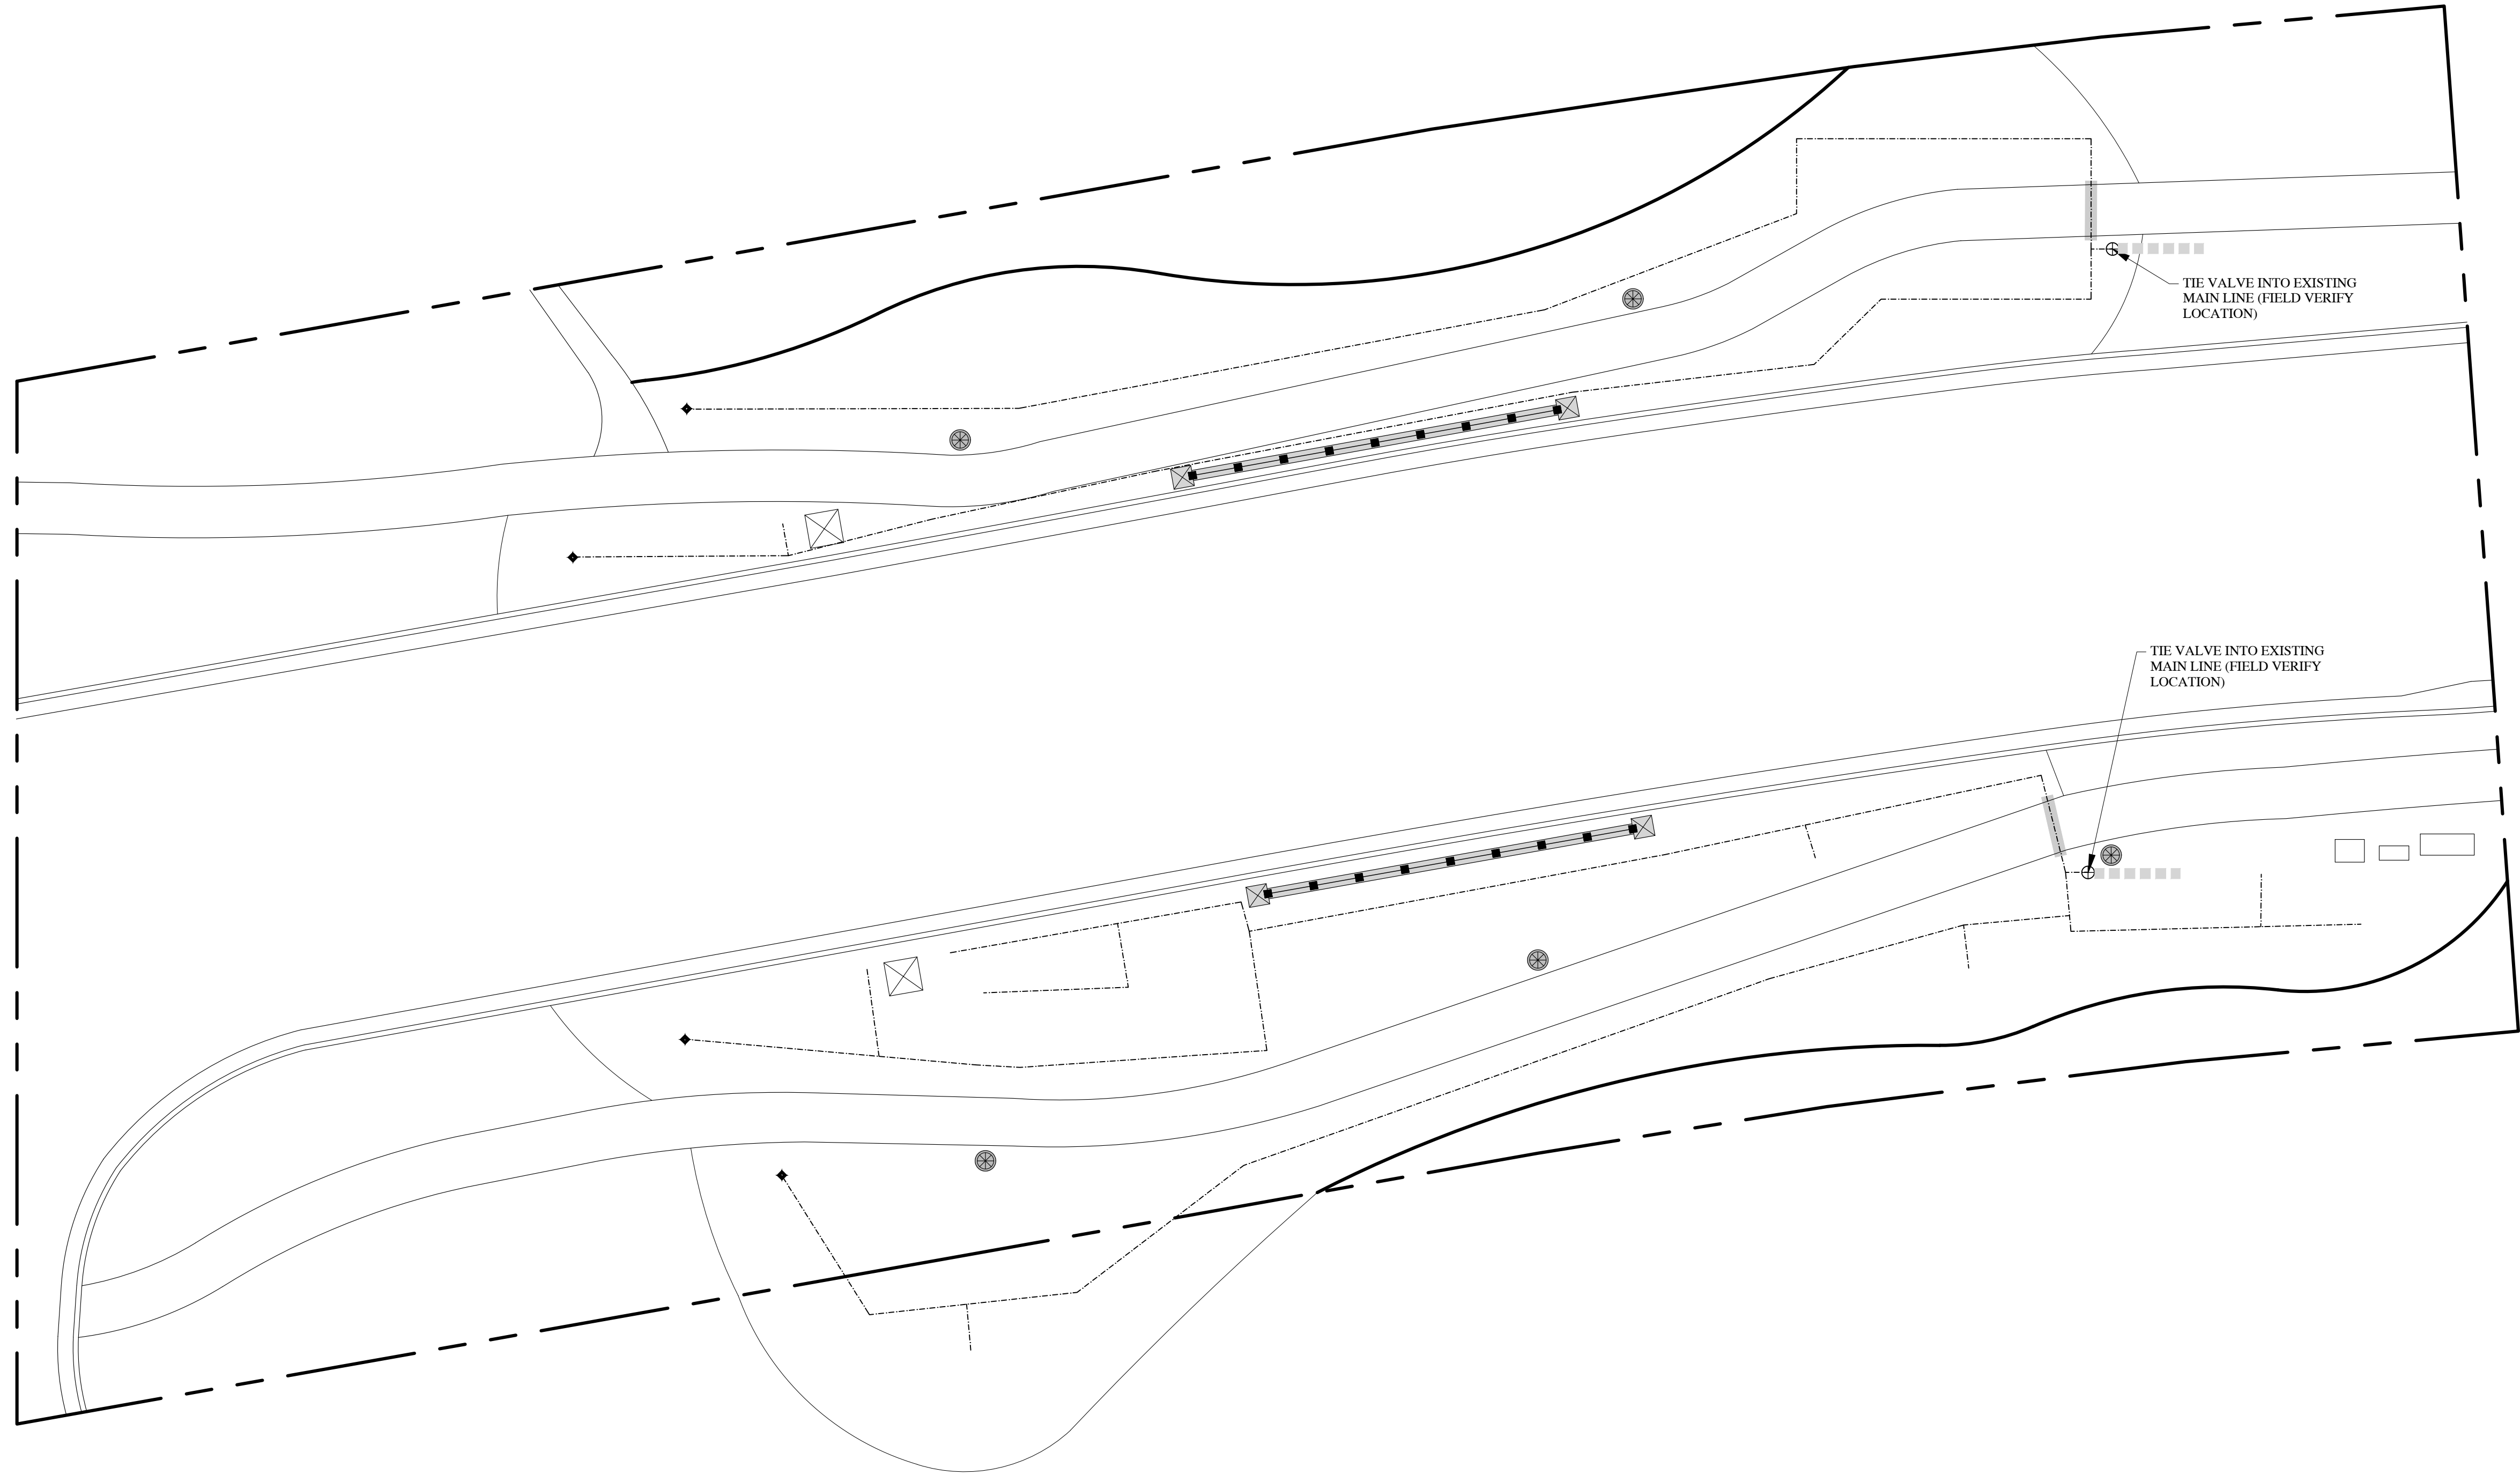 TIE VALVE INTO EXISTING
MAIN LINE (FIELD VERIFY
LOCATION)
TIE VALVE INTO EXISTING
MAIN LINE (FIELD VERIFY
LOCATION)